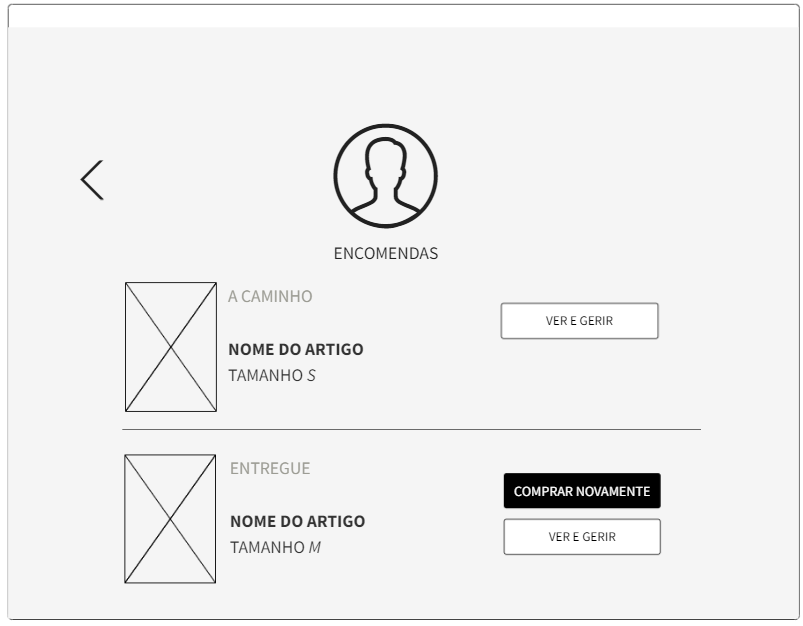 ENCOMENDAS
A CAMINHO
VER E GERIR
NOME DO ARTIGO
TAMANHO S
ENTREGUE
COMPRAR NOVAMENTE
NOME DO ARTIGO
VER E GERIR
TAMANHO M